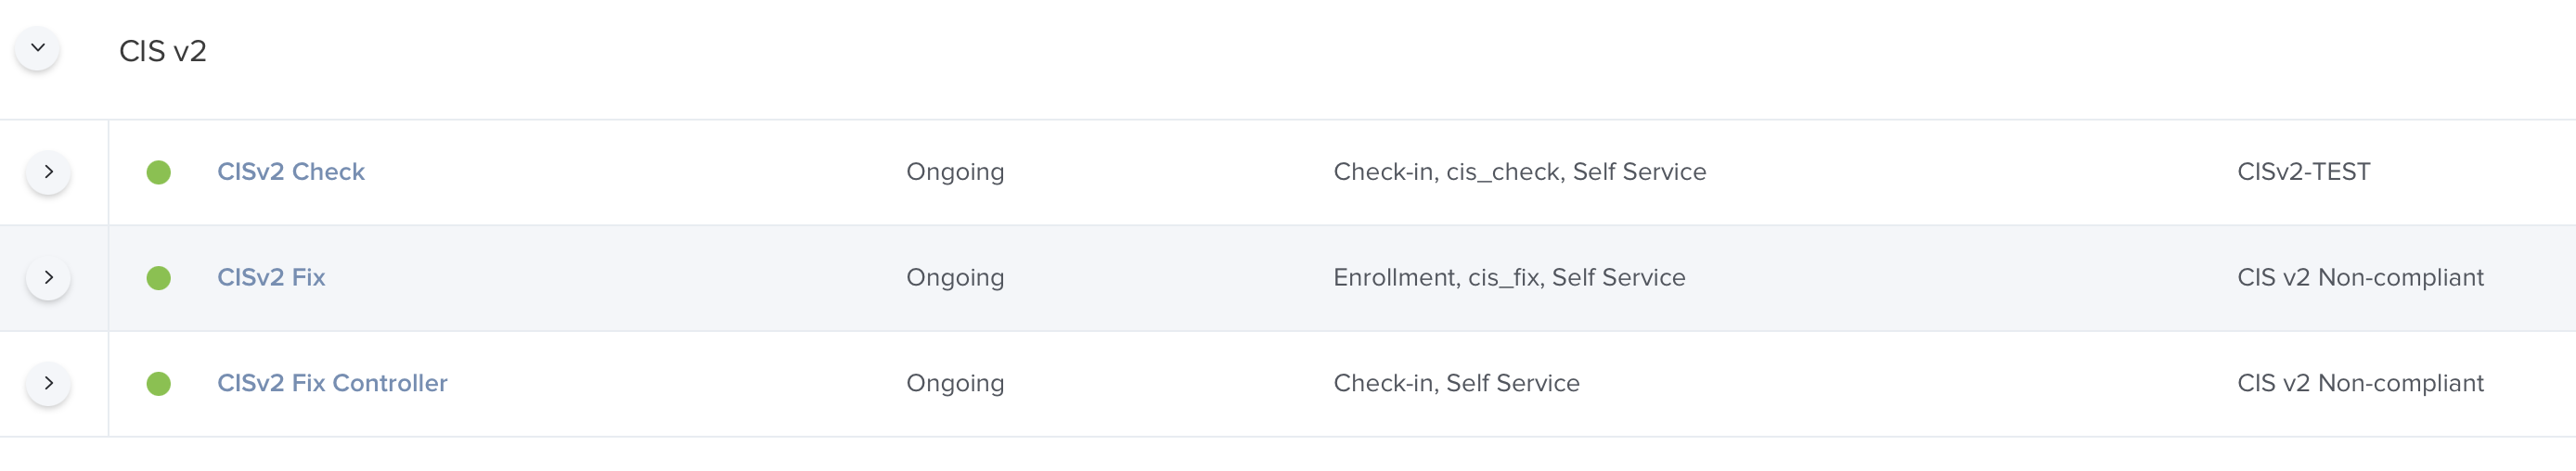 CIS v2
CISv2 Check Ongoing Check-in, cis_check, Self Service CISv2-TEST
CISv2 Fix Ongoing Enrollment, cis_fix, Self Service CIS v2 Non-compliant
CISv2 Fix Controller Ongoing Check-in, Self Service CIS v2 Non-compliant